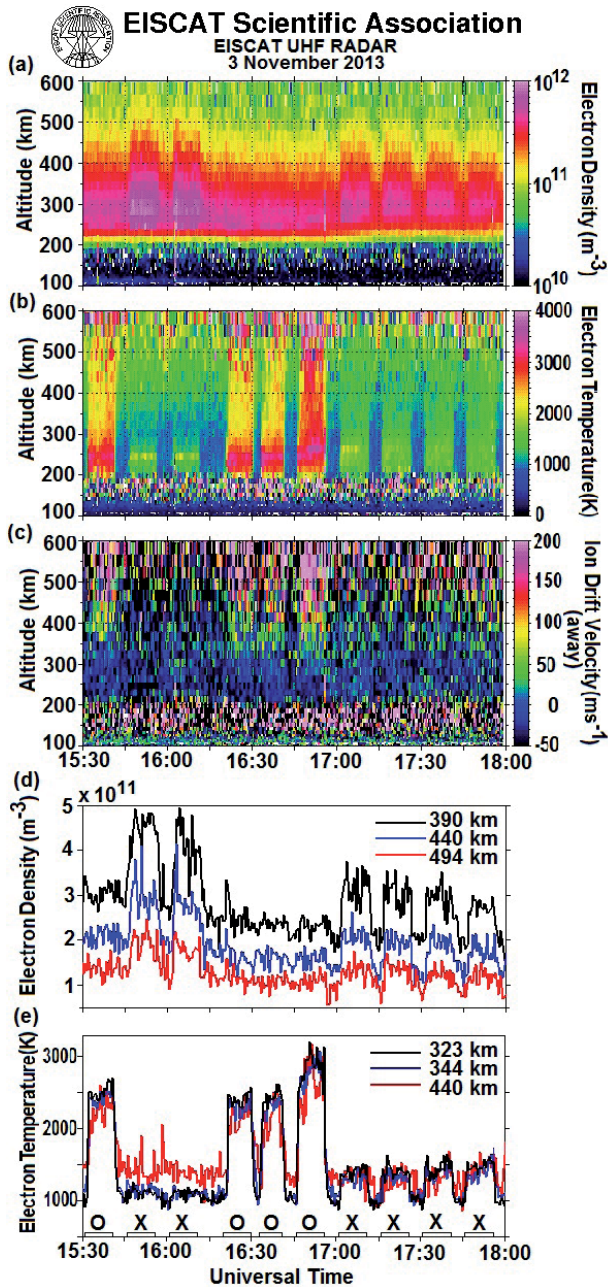 EISCAT Scientific Association
EISCAT UHF RADAR
3 November 2013
(a)
600
500
400
300
200
100
Altitude (km)
10^12
10^11
10^10
Electron Density (m^-3)
(b)
600
500
400
300
200
100
Altitude (km)
4000
3000
2000
1000
0
Electron Temperature(K)
(c)
600
500
400
300
200
100
Altitude (km)
200
150
100
50
0
-50
Ion Drift Velocity (ms^-1)
(away)
15:30 16:00 16:30 17:00 17:30 18:00
(d)
5 x 10^11
4
3
2
1
Electron Density (m^-3)
390 km
440 km
494 km
(e)
3000
2000
1000
Electron Temperature(K)
323 km
344 km
440 km
O X X O O O X X X X
15:30 16:00 16:30 17:00 17:30 18:00
Universal Time